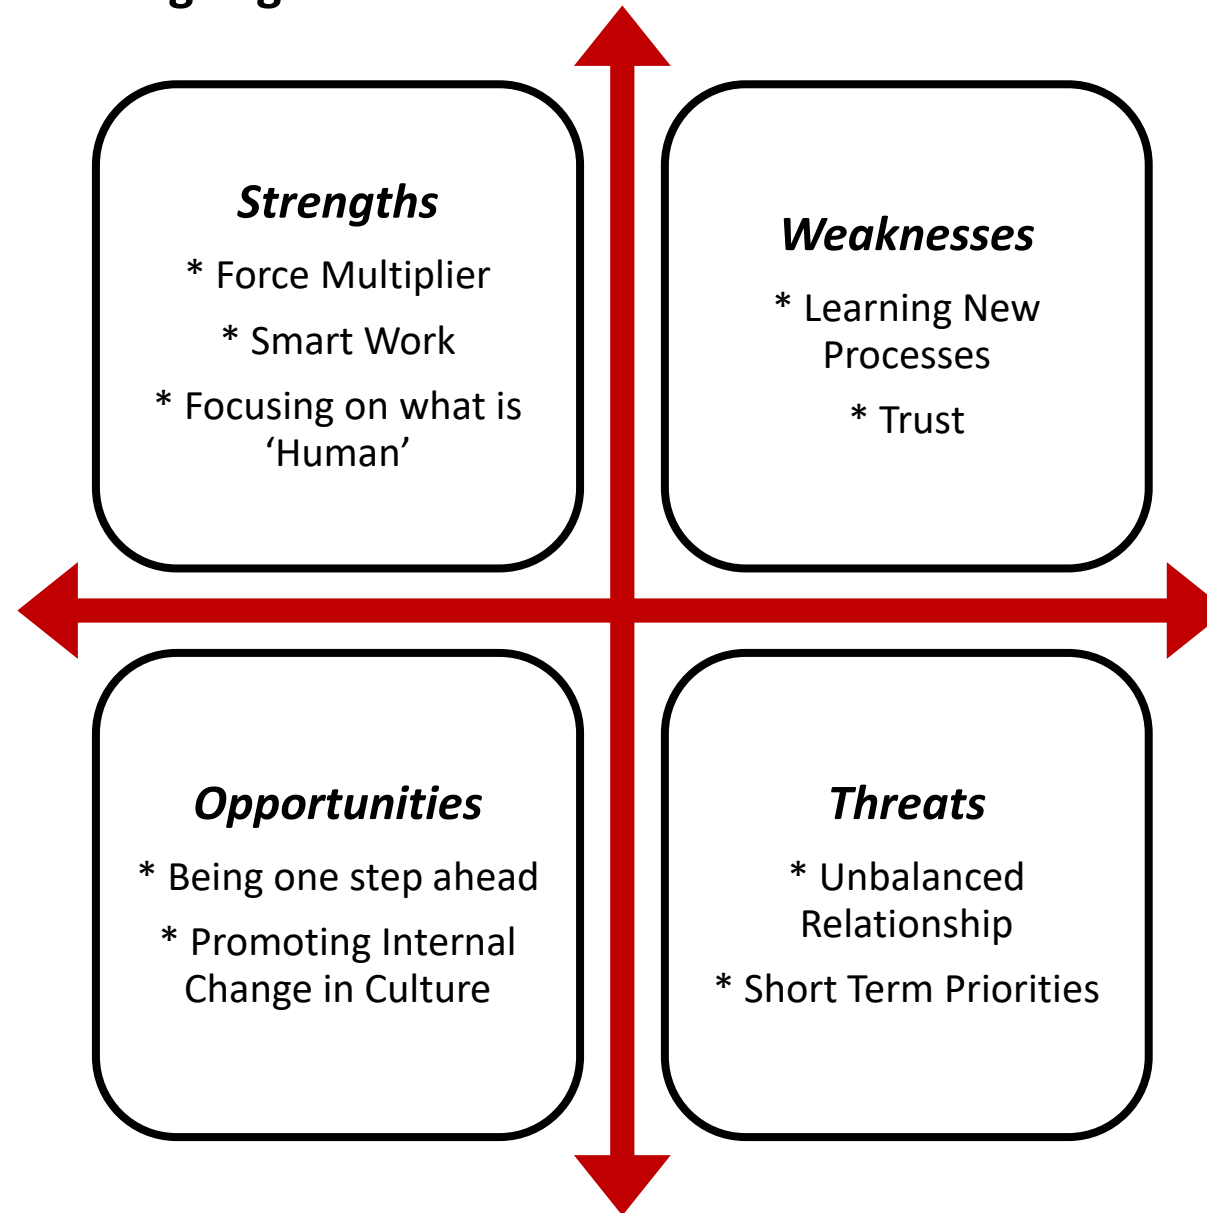 Strengths
* Force Multiplier
* Smart Work
* Focusing on what is
‘Human’
Weaknesses
* Learning New
Processes
* Trust
Opportunities
* Being one step ahead
* Promoting Internal
Change in Culture
Threats
* Unbalanced
Relationship
* Short Term Priorities